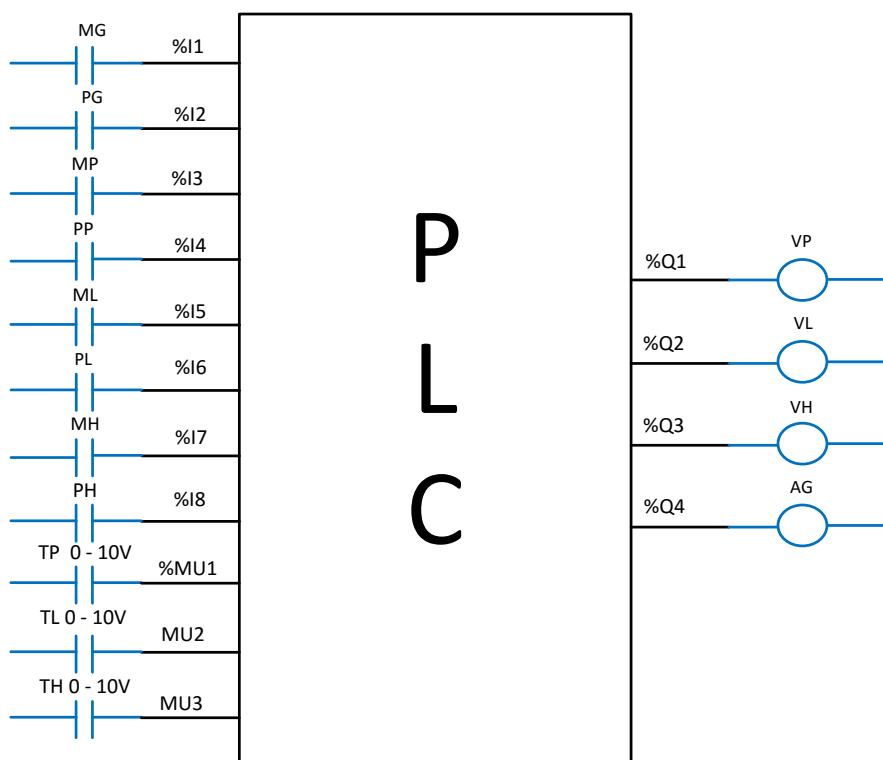 MG
%I1
PG
%I2
MP
%I3
PP
%I4
ML
%I5
PL
%I6
MH
%I7
PH
%I8
TP 0 - 10V
%MU1
TL 0 - 10V
MU2
TH 0 - 10V
MU3
P
L
C
%Q1
VP
%Q2
VL
%Q3
VH
%Q4
AG